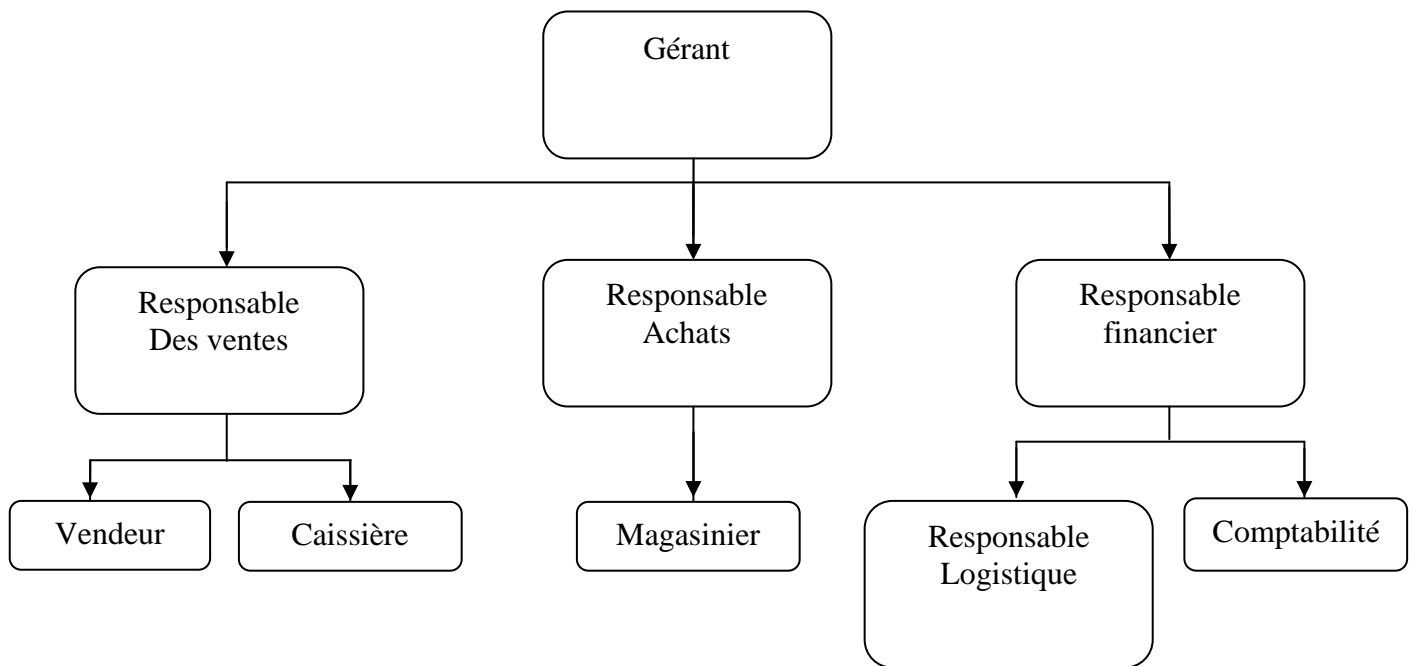 Gérant
Responsable
Des ventes
Responsable
Achats
Responsable
financier
Vendeur
Caissière
Magasinier
Responsable
Logistique
Comptabilité